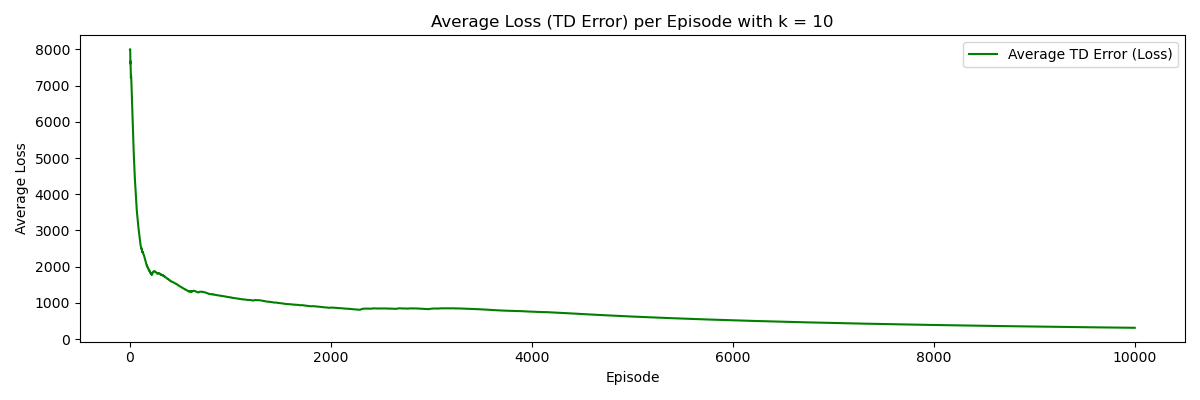 Average Loss (TD Error) per Episode with k = 10
Average TD Error (Loss)
Average Loss
8000
7000
6000
5000
4000
3000
2000
1000
0
0 2000 4000 6000 8000 10000
Episode